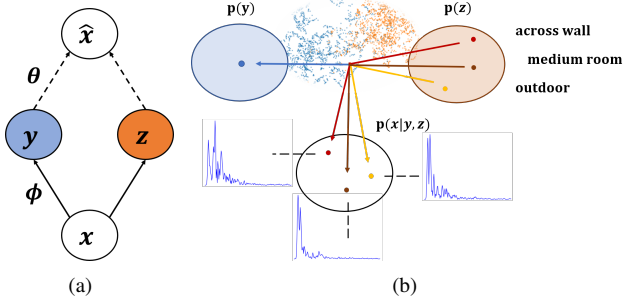 x̂
θ
y
z
ϕ
x
(a)
p(y)
p(z)
across wall
medium room
outdoor
p(x|y, z)
(b)